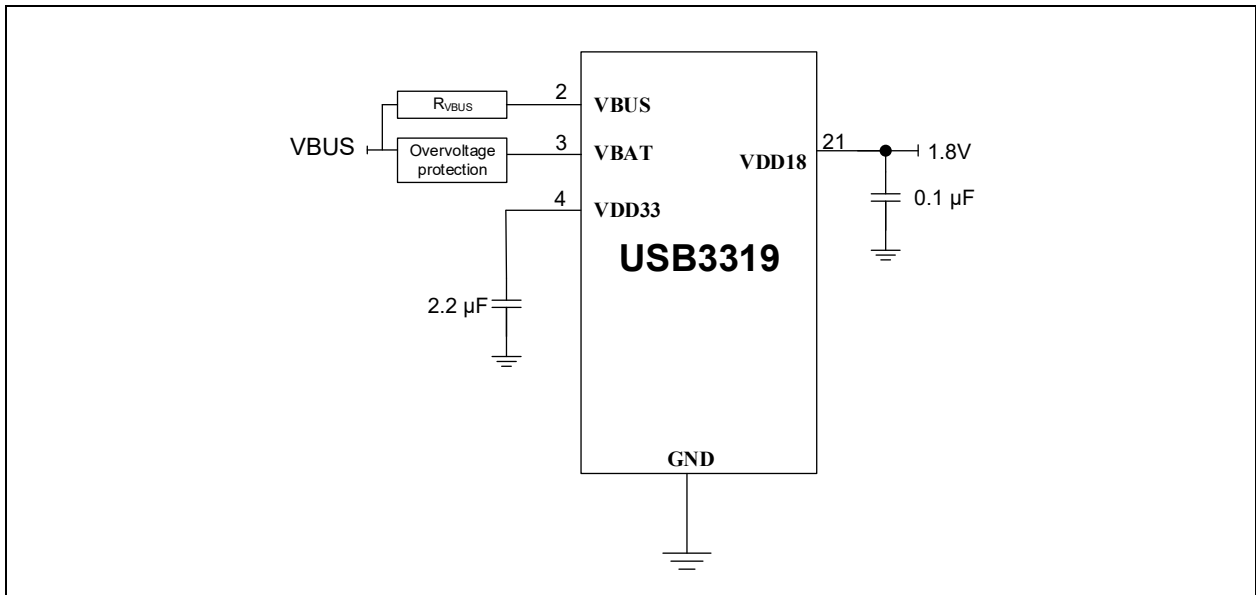 2
R_VBUS
VBUS
VBUS
Overvoltage
protection
3
VBAT
21
VDD18
1.8V
4
VDD33
0.1 µF
USB3319
2.2 µF
GND